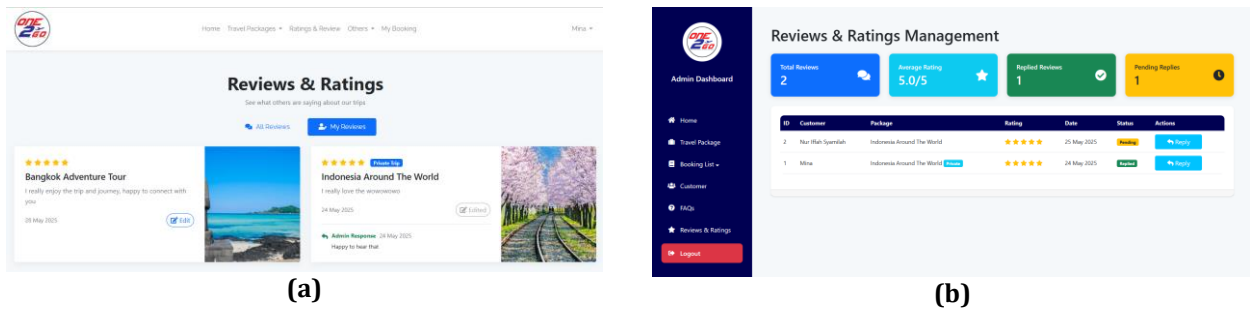 ONE 2 GO
Home Travel Packages Ratings & Review Others My Booking Mina
Reviews & Ratings
See what others are saying about our trips
All Reviews My Reviews
Bangkok Adventure Tour
I really enjoy the trip and journey, happy to connect with
you
28 May 2025 Edit
Private Trip
Indonesia Around The World
I really love the wowowowo
24 May 2025 Edited
Admin Response 24 May 2025
Happy to hear that
(a)
ONE 2 GO
Admin Dashboard
Home
Travel Package
Booking List
Customer
FAQs
Reviews & Ratings
Logout
Reviews & Ratings Management
Total Reviews
2
Average Rating
5.0/5
Replied Reviews
1
Pending Replies
1
ID Customer Package Rating Date Status Actions
2 Nur Iffah Syamilah Indonesia Around The World 25 May 2025 Pending Reply
1 Mina Indonesia Around The World Private 24 May 2025 Replied Reply
(b)